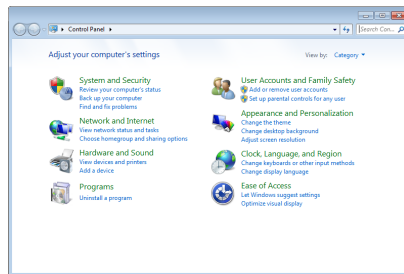 Control Panel
Search Con...
Adjust your computer's settings
View by: Category
System and Security
Review your computer's status
Back up your computer
Find and fix problems
Network and Internet
View network status and tasks
Choose homegroup and sharing options
Hardware and Sound
View devices and printers
Add a device
Programs
Uninstall a program
User Accounts and Family Safety
Add or remove user accounts
Set up parental controls for any user
Appearance and Personalization
Change the theme
Change desktop background
Adjust screen resolution
Clock, Language, and Region
Change keyboards or other input methods
Change display language
Ease of Access
Let Windows suggest settings
Optimize visual display